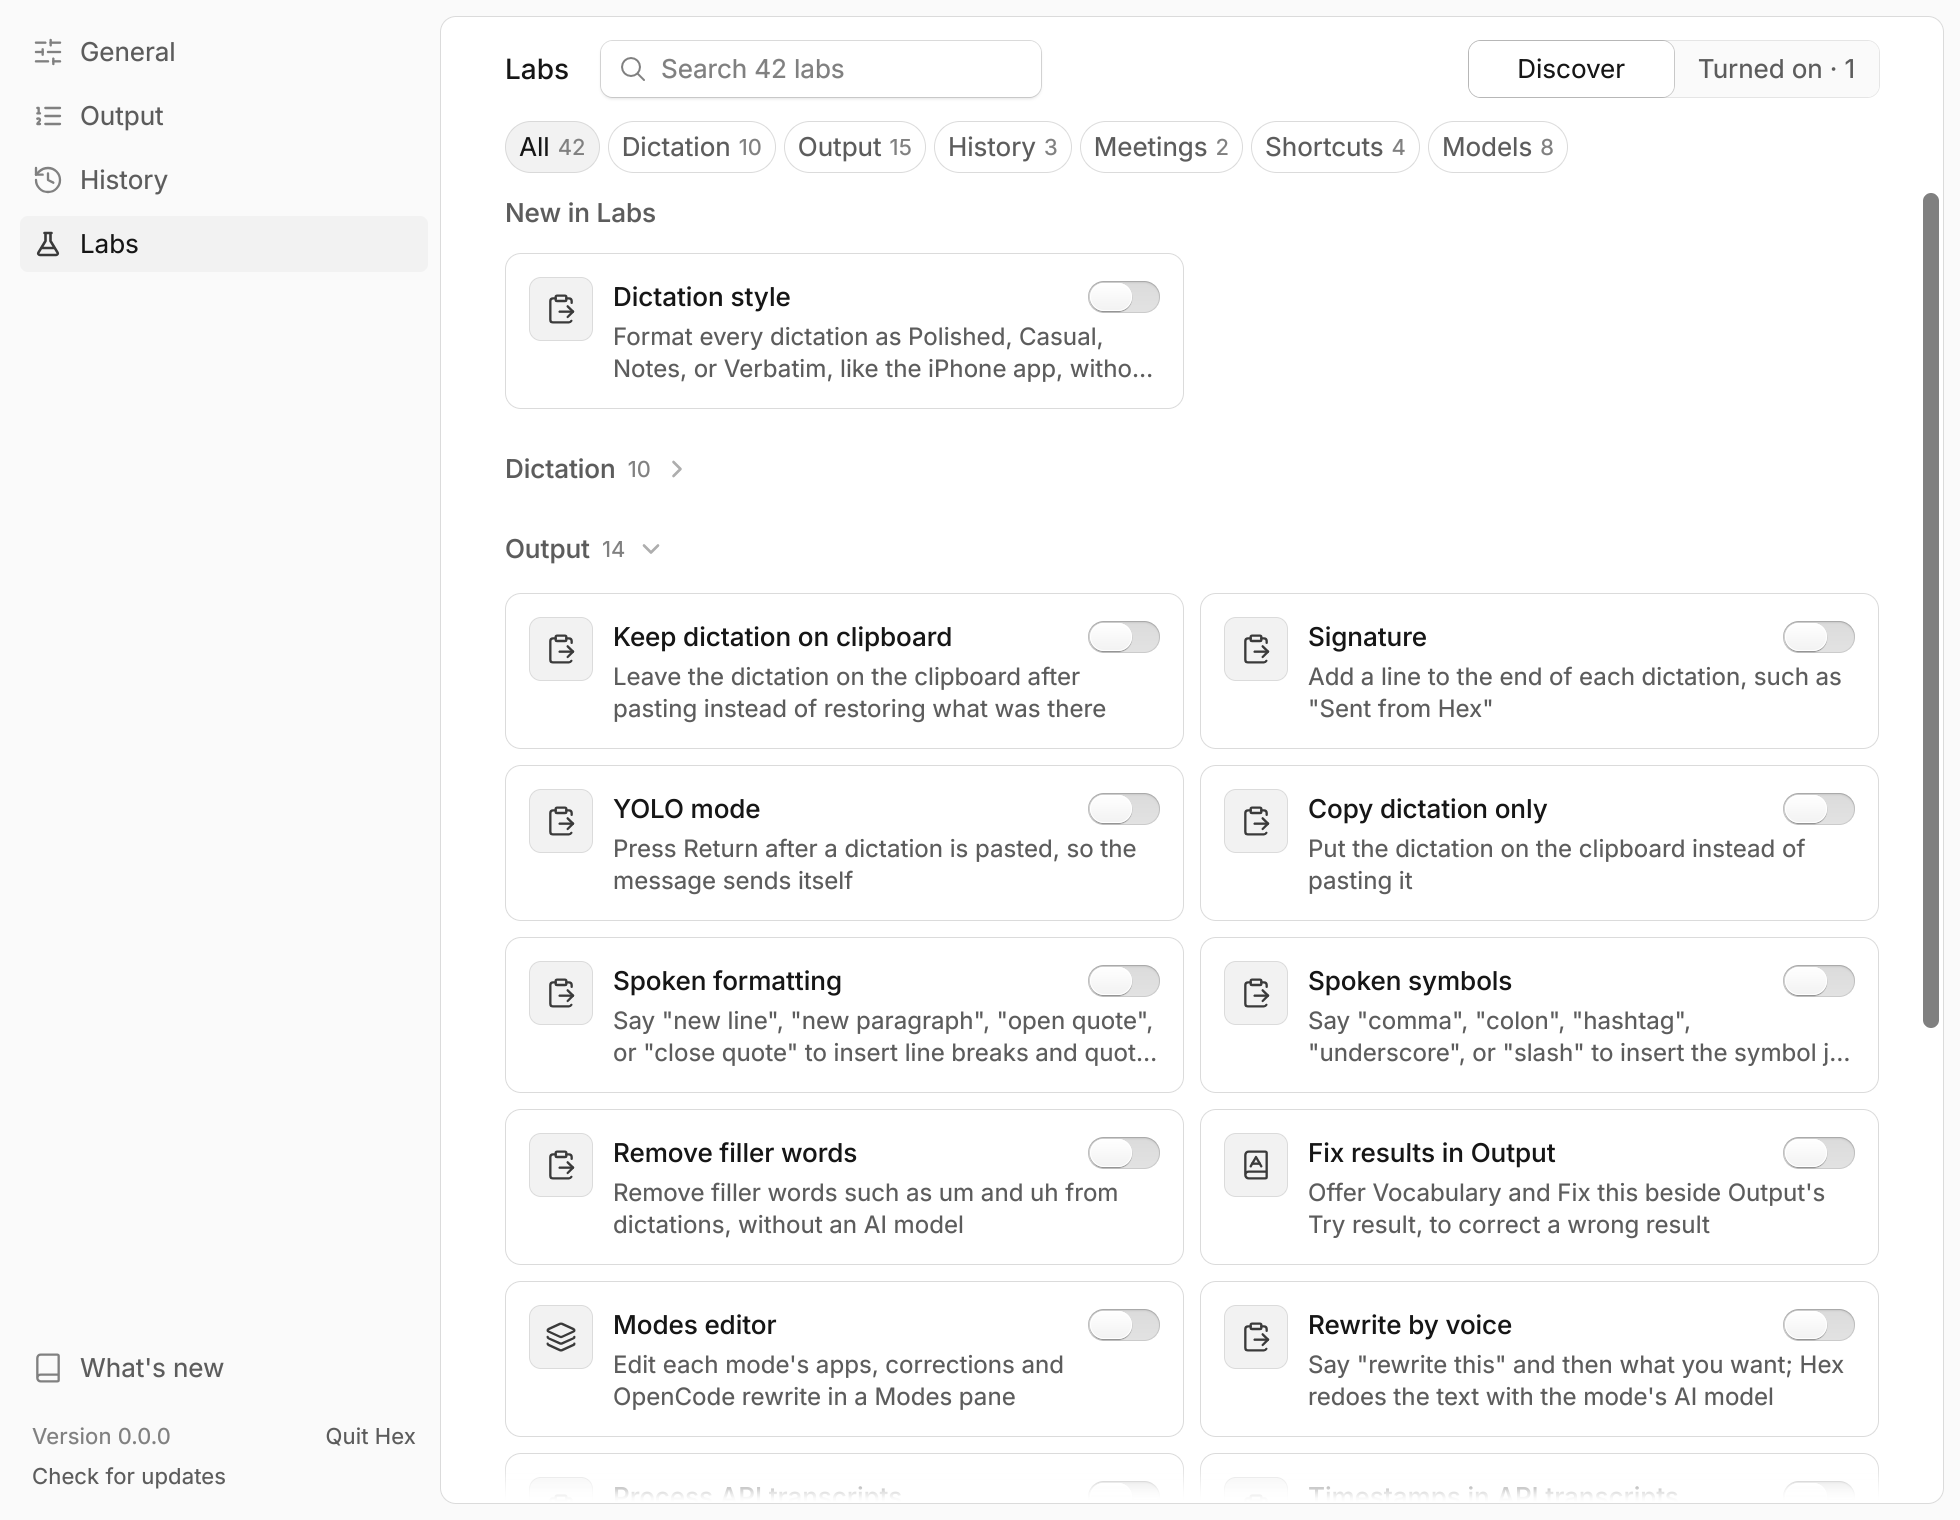 General
Output
History
Labs
What's new
Version 0.0.0
Quit Hex
Check for updates
Labs
Search 42 labs
Discover
Turned on · 1
All 42
Dictation 10
Output 15
History 3
Meetings 2
Shortcuts 4
Models 8
New in Labs
Dictation style
Format every dictation as Polished, Casual,
Notes, or Verbatim, like the iPhone app, witho...
Dictation 10
Output 14
Keep dictation on clipboard
Leave the dictation on the clipboard after
pasting instead of restoring what was there
Signature
Add a line to the end of each dictation, such as
"Sent from Hex"
YOLO mode
Press Return after a dictation is pasted, so the
message sends itself
Copy dictation only
Put the dictation on the clipboard instead of
pasting it
Spoken formatting
Say "new line", "new paragraph", "open quote",
or "close quote" to insert line breaks and quot...
Spoken symbols
Say "comma", "colon", "hashtag",
"underscore", or "slash" to insert the symbol j...
Remove filler words
Remove filler words such as um and uh from
dictations, without an AI model
Fix results in Output
Offer Vocabulary and Fix this beside Output's
Try result, to correct a wrong result
Modes editor
Edit each mode's apps, corrections and
OpenCode rewrite in a Modes pane
Rewrite by voice
Say "rewrite this" and then what you want; Hex
redoes the text with the mode's AI model
Process API transcripts
Timestamps in API transcripts